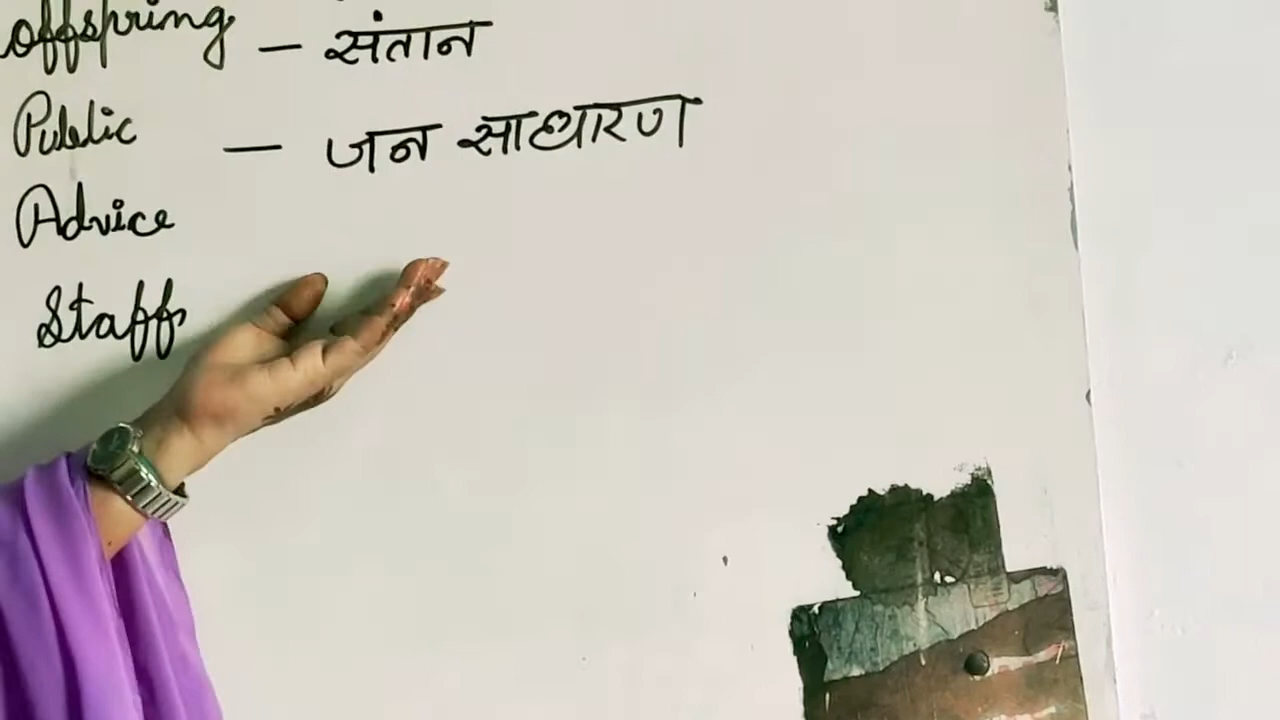 offspring – संतान
Public – जन साधारण
Advice
Staff